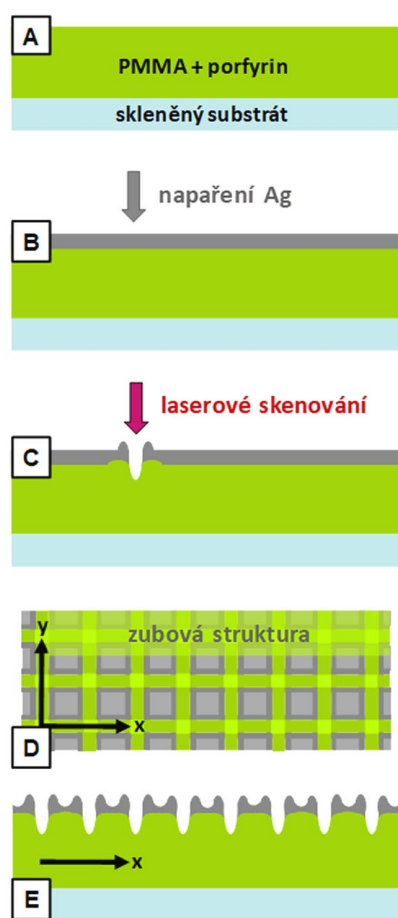 A
PMMA + porfyrin
skleněný substrát
napaření Ag
B
laserové skenování
C
y
zubová struktura
x
D
x
E